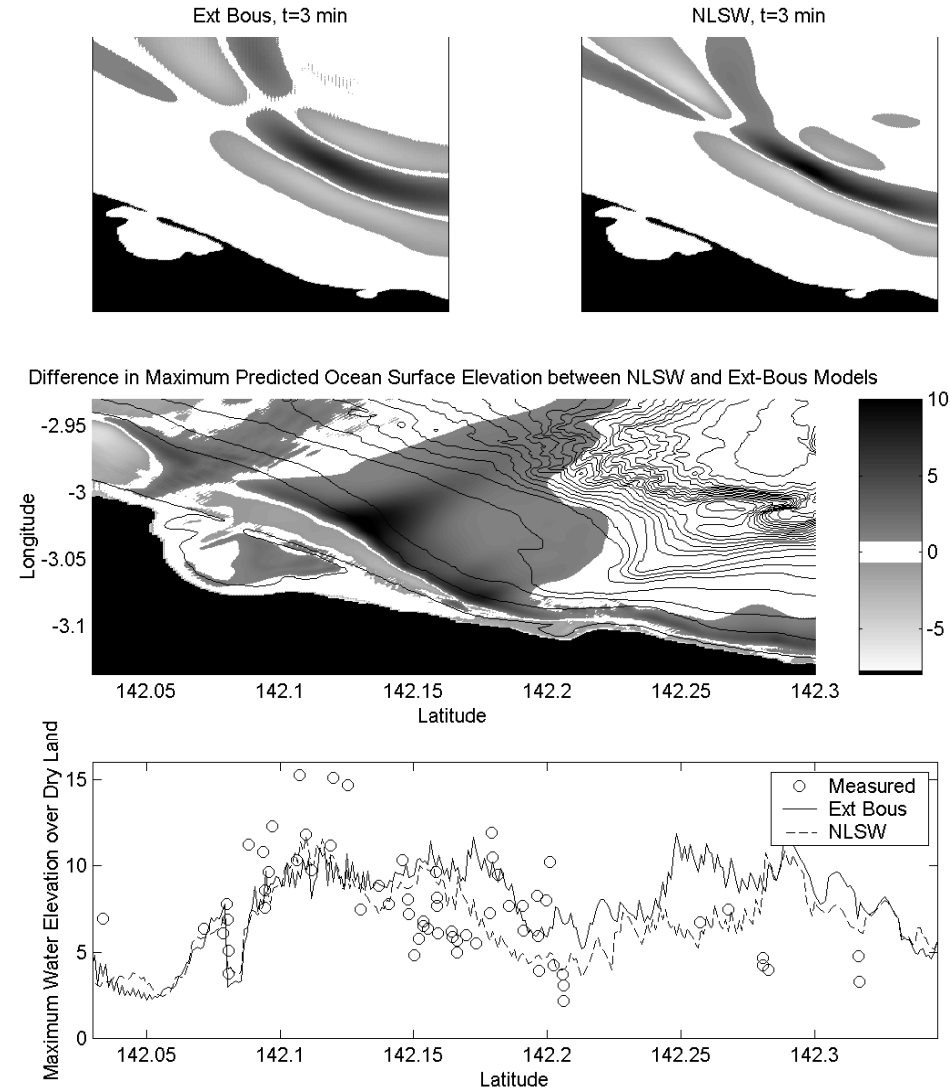 Ext Bous, t=3 min
NLSW, t=3 min
Difference in Maximum Predicted Ocean Surface Elevation between NLSW and Ext-Bous Models
Longitude
-2.95
-3
-3.05
-3.1
142.05 142.1 142.15 142.2 142.25 142.3
Latitude
10
5
0
-5
Maximum Water Elevation over Dry Land
15
10
5
0
Measured
Ext Bous
NLSW
142.05 142.1 142.15 142.2 142.25 142.3
Latitude